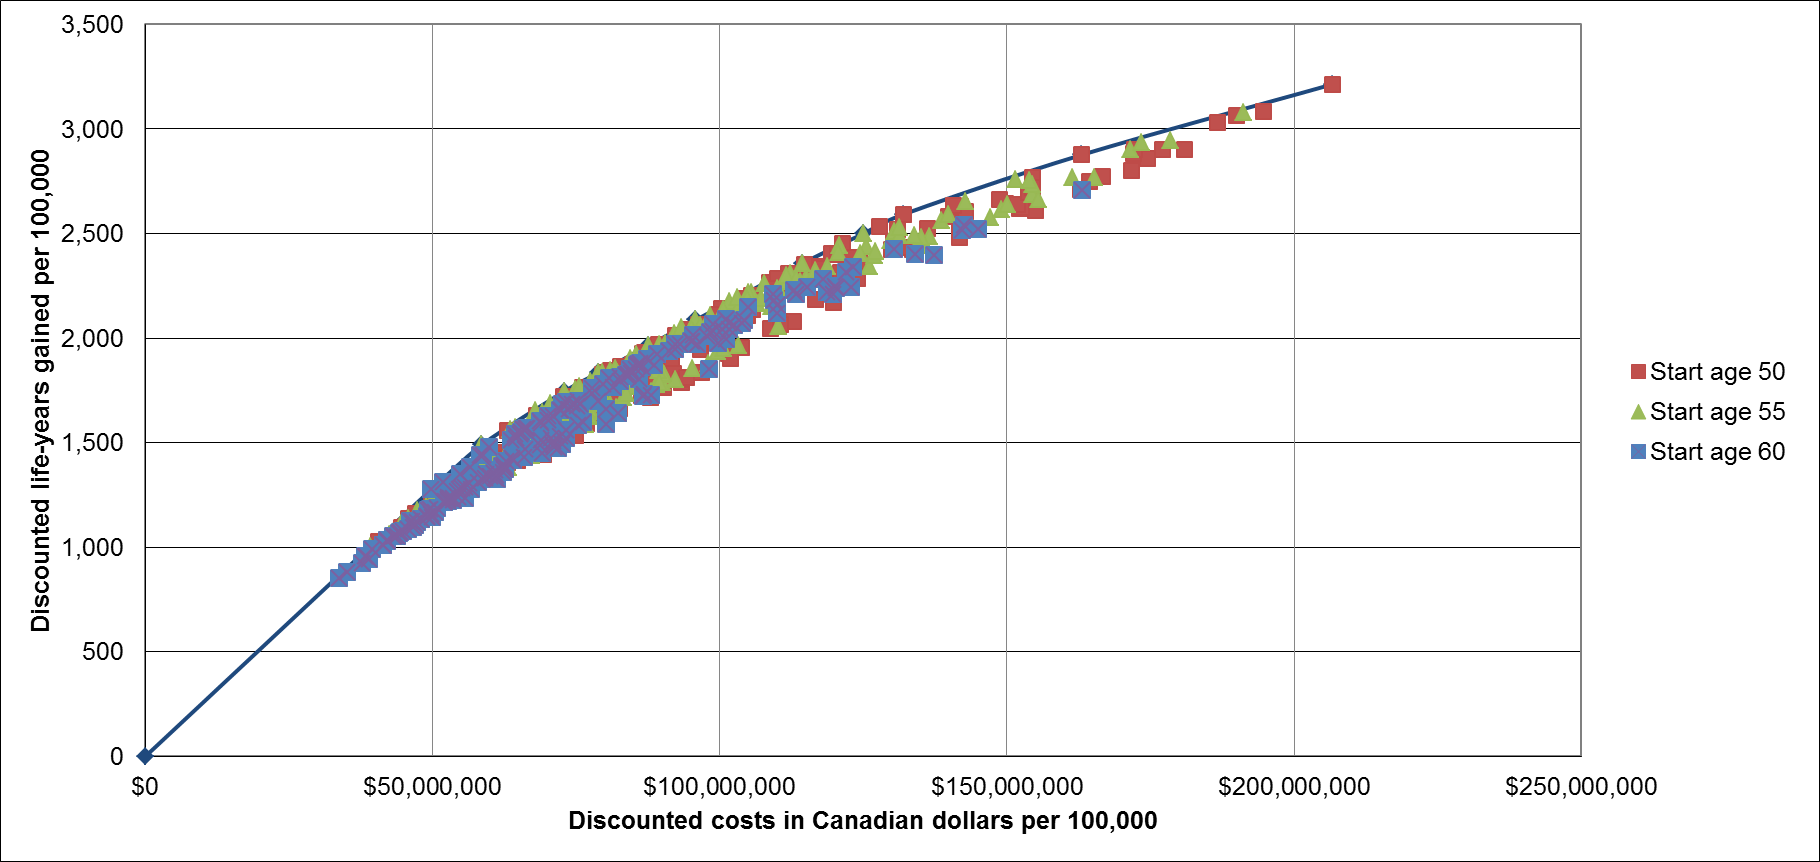 3,500
3,000
2,500
2,000
1,500
1,000
500
0
Discounted life-years gained per 100,000
$0 $50,000,000 $100,000,000 $150,000,000 $200,000,000 $250,000,000
Discounted costs in Canadian dollars per 100,000
Start age 50
Start age 55
Start age 60